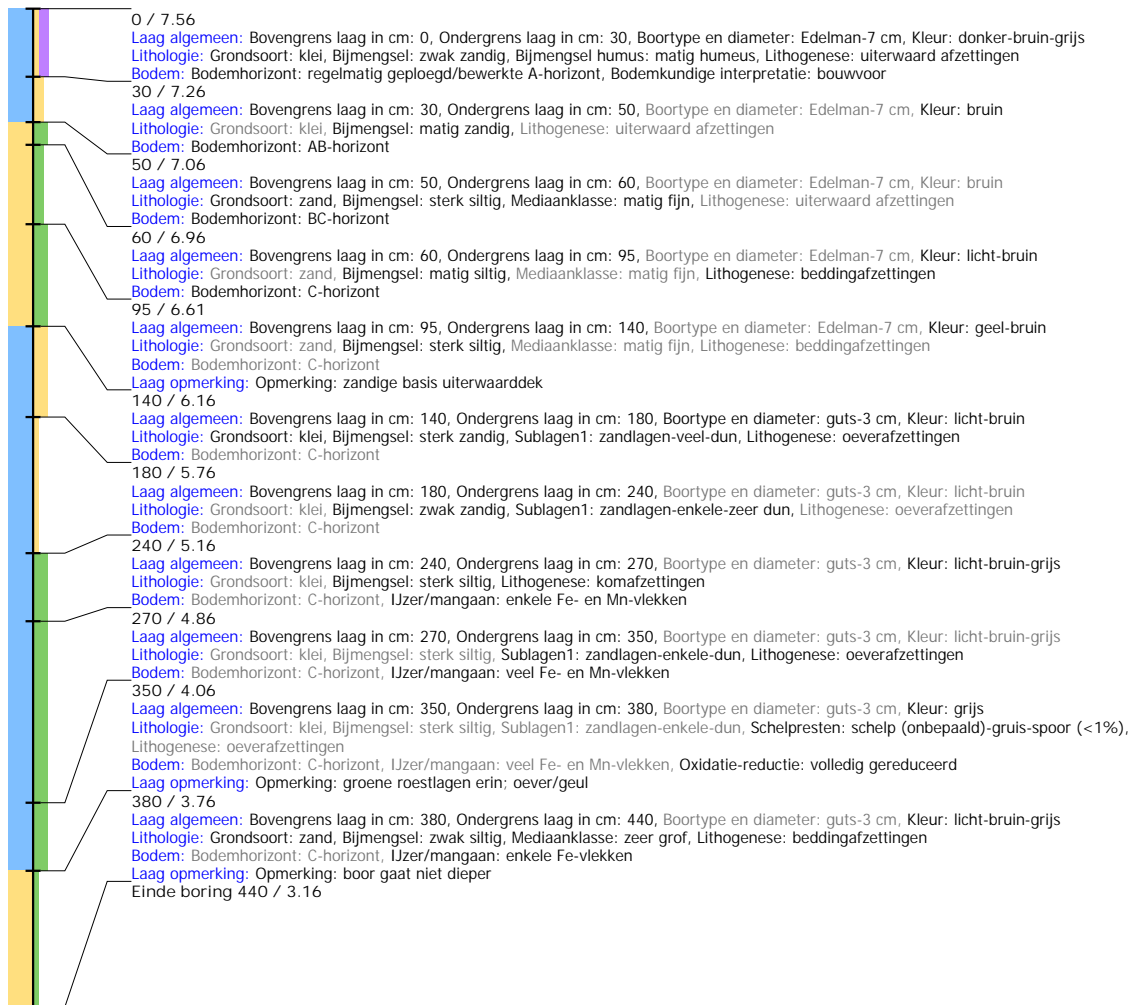 0 / 7.56
Laag algemeen: Bovengrens laag in cm: 0, Ondergrens laag in cm: 30, Boortype en diameter: Edelman-7 cm, Kleur: donker-bruin-grijs
Lithologie: Grondsoort: klei, Bijmengsel: zwak zandig, Bijmengsel humus: matig humeus, Lithogenese: uiterwaard afzettingen
Bodem: Bodemhorizont: regelmatig geploegd/bewerkte A-horizont, Bodemkundige interpretatie: bouwvoor
30 / 7.26
Laag algemeen: Bovengrens laag in cm: 30, Ondergrens laag in cm: 50, Boortype en diameter: Edelman-7 cm, Kleur: bruin
Lithologie: Grondsoort: klei, Bijmengsel: matig zandig, Lithogenese: uiterwaard afzettingen
Bodem: Bodemhorizont: AB-horizont
50 / 7.06
Laag algemeen: Bovengrens laag in cm: 50, Ondergrens laag in cm: 60, Boortype en diameter: Edelman-7 cm, Kleur: bruin
Lithologie: Grondsoort: zand, Bijmengsel: sterk siltig, Mediaanklasse: matig fijn, Lithogenese: uiterwaard afzettingen
Bodem: Bodemhorizont: BC-horizont
60 / 6.96
Laag algemeen: Bovengrens laag in cm: 60, Ondergrens laag in cm: 95, Boortype en diameter: Edelman-7 cm, Kleur: licht-bruin
Lithologie: Grondsoort: zand, Bijmengsel: matig siltig, Mediaanklasse: matig fijn, Lithogenese: beddingafzettingen
Bodem: Bodemhorizont: C-horizont
95 / 6.61
Laag algemeen: Bovengrens laag in cm: 95, Ondergrens laag in cm: 140, Boortype en diameter: Edelman-7 cm, Kleur: geel-bruin
Lithologie: Grondsoort: zand, Bijmengsel: sterk siltig, Mediaanklasse: matig fijn, Lithogenese: beddingafzettingen
Bodem: Bodemhorizont: C-horizont
Laag opmerking: Opmerking: zandige basis uiterwaarddek
140 / 6.16
Laag algemeen: Bovengrens laag in cm: 140, Ondergrens laag in cm: 180, Boortype en diameter: guts-3 cm, Kleur: licht-bruin
Lithologie: Grondsoort: klei, Bijmengsel: sterk zandig, Sublagen1: zandlagen-veel-dun, Lithogenese: oeverafzettingen
Bodem: Bodemhorizont: C-horizont
180 / 5.76
Laag algemeen: Bovengrens laag in cm: 180, Ondergrens laag in cm: 240, Boortype en diameter: guts-3 cm, Kleur: licht-bruin
Lithologie: Grondsoort: klei, Bijmengsel: zwak zandig, Sublagen1: zandlagen-enkele-zeer dun, Lithogenese: oeverafzettingen
Bodem: Bodemhorizont: C-horizont
240 / 5.16
Laag algemeen: Bovengrens laag in cm: 240, Ondergrens laag in cm: 270, Boortype en diameter: guts-3 cm, Kleur: licht-bruin-grijs
Lithologie: Grondsoort: klei, Bijmengsel: sterk siltig, Lithogenese: komafzettingen
Bodem: Bodemhorizont: C-horizont, IJzer/mangaan: enkele Fe- en Mn-vlekken
270 / 4.86
Laag algemeen: Bovengrens laag in cm: 270, Ondergrens laag in cm: 350, Boortype en diameter: guts-3 cm, Kleur: licht-bruin-grijs
Lithologie: Grondsoort: klei, Bijmengsel: sterk siltig, Sublagen1: zandlagen-enkele-dun, Lithogenese: oeverafzettingen
Bodem: Bodemhorizont: C-horizont, IJzer/mangaan: veel Fe- en Mn-vlekken
350 / 4.06
Laag algemeen: Bovengrens laag in cm: 350, Ondergrens laag in cm: 380, Boortype en diameter: guts-3 cm, Kleur: grijs
Lithologie: Grondsoort: klei, Bijmengsel: sterk siltig, Sublagen1: zandlagen-enkele-dun, Schelpresten: schelp (onbepaald)-gruis-spoor (<1%),
Lithogenese: oeverafzettingen
Bodem: Bodemhorizont: C-horizont, IJzer/mangaan: veel Fe- en Mn-vlekken, Oxidatie-reductie: volledig gereduceerd
Laag opmerking: Opmerking: groene roestlagen erin; oever/geul
380 / 3.76
Laag algemeen: Bovengrens laag in cm: 380, Ondergrens laag in cm: 440, Boortype en diameter: guts-3 cm, Kleur: licht-bruin-grijs
Lithologie: Grondsoort: zand, Bijmengsel: zwak siltig, Mediaanklasse: zeer grof, Lithogenese: beddingafzettingen
Bodem: Bodemhorizont: C-horizont, IJzer/mangaan: enkele Fe-vlekken
Laag opmerking: Opmerking: boor gaat niet dieper
Einde boring 440 / 3.16